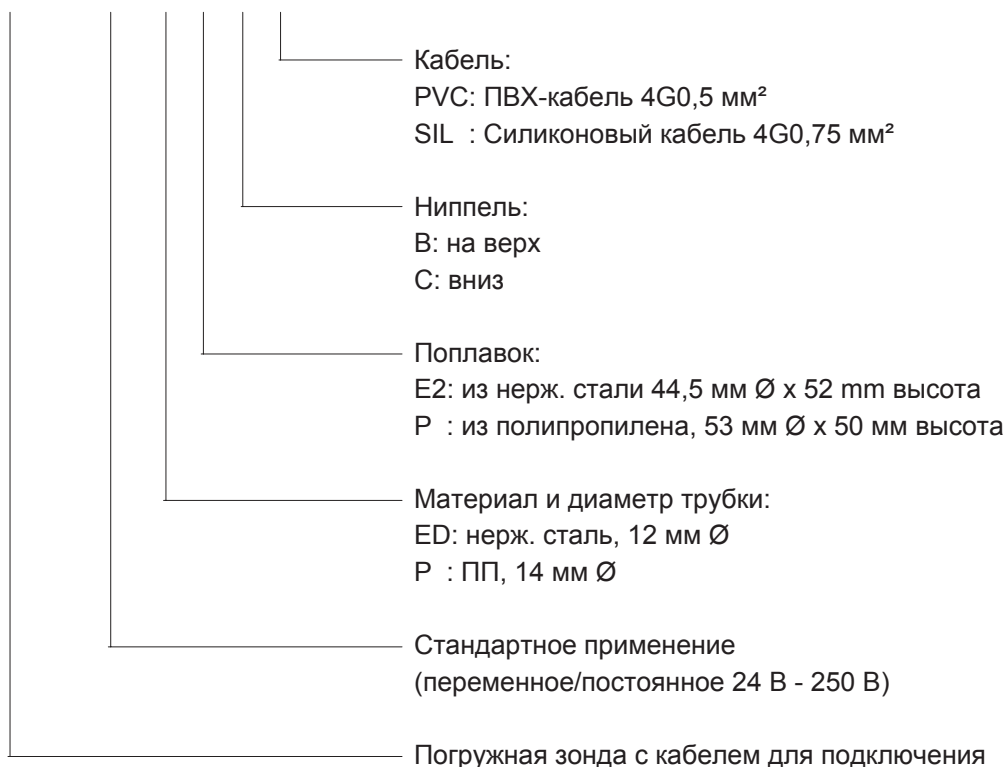 Кабель:
PVC: ПВХ-кабель 4G0,5 мм²
SIL : Силиконовый кабель 4G0,75 мм²
Ниппель:
B: на верх
C: вниз
Поплавок:
E2: из нерж. стали 44,5 мм Ø x 52 mm высота
P : из полипропилена, 53 мм Ø x 50 мм высота
Материал и диаметр трубки:
ED: нерж. сталь, 12 мм Ø
P : ПП, 14 мм Ø
Стандартное применение
(переменное/постоянное 24 В - 250 В)
Погружная зонда с кабелем для подключения